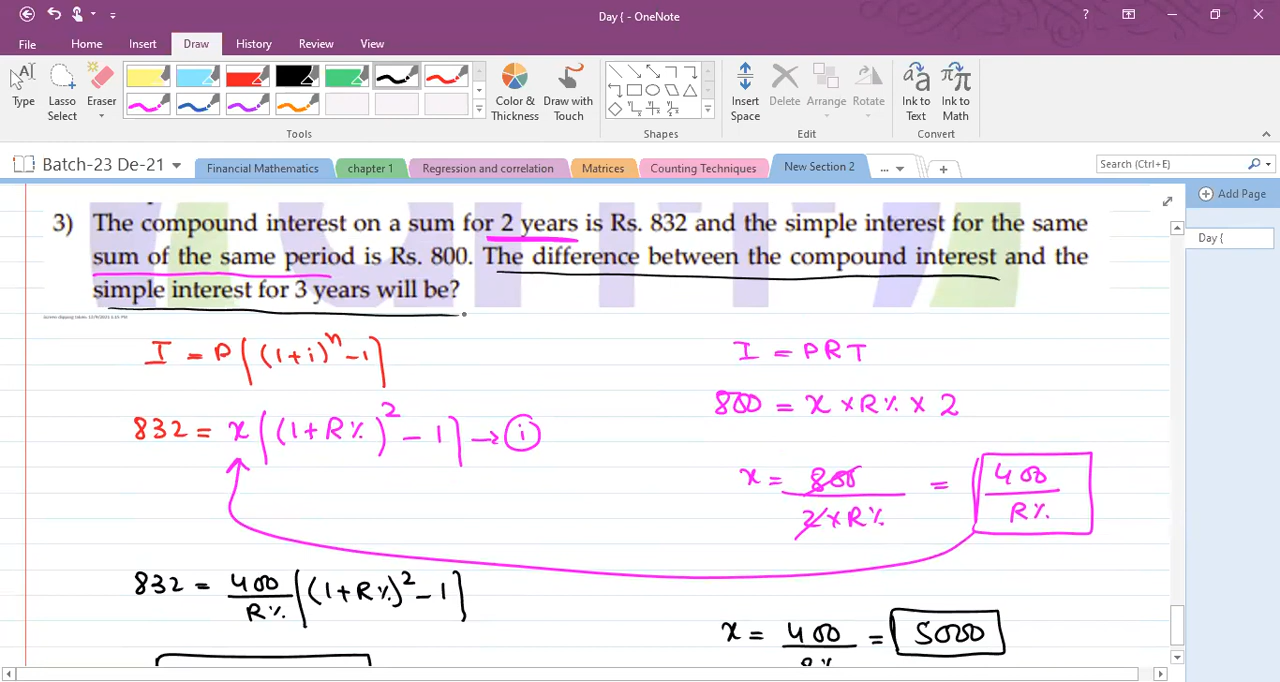 Day { - OneNote
?
File Home Insert Draw History Review View
Type Lasso Select Eraser Color & Thickness Draw with Touch Insert Space Delete Arrange Rotate Ink to Text Ink to Math
Tools Shapes Edit Convert
Batch-23 De-21 Financial Mathematics chapter 1 Regression and correlation Matrices Counting Techniques New Section 2 ... Search (Ctrl+E)
Add Page
Day {
3) The compound interest on a sum for 2 years is Rs. 832 and the simple interest for the same
sum of the same period is Rs. 800. The difference between the compound interest and the
simple interest for 3 years will be?
I = P[(1+i)^n -1]
I = PRT
832 = x[(1+R%)^2 - 1] → (i)
800 = x × R% × 2
x = 800 / 2×R% = 400 / R%
832 = 400 / R% [(1+R%)^2 - 1]
x = 400 / 8% = 5000